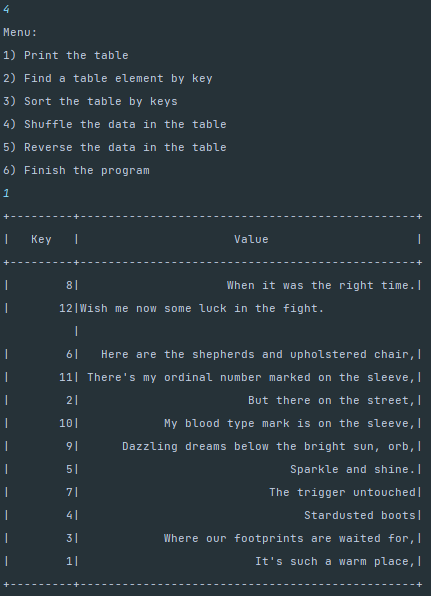 4
Menu:
1) Print the table
2) Find a table element by key
3) Sort the table by keys
4) Shuffle the data in the table
5) Reverse the data in the table
6) Finish the program
1
+---------+------------------------------------------------+
|   Key   |                      Value                     |
+---------+------------------------------------------------+
|        8|                     When it was the right time.|
|       12|Wish me now some luck in the fight.
          |
|        6|   Here are the shepherds and upholstered chair,|
|       11| There's my ordinal number marked on the sleeve,|
|        2|                        But there on the street,|
|       10|            My blood type mark is on the sleeve,|
|        9|      Dazzling dreams below the bright sun, orb,|
|        5|                              Sparkle and shine.|
|        7|                           The trigger untouched|
|        4|                                Stardusted boots|
|        3|            Where our footprints are waited for,|
|        1|                         It's such a warm place,|
+---------+------------------------------------------------+